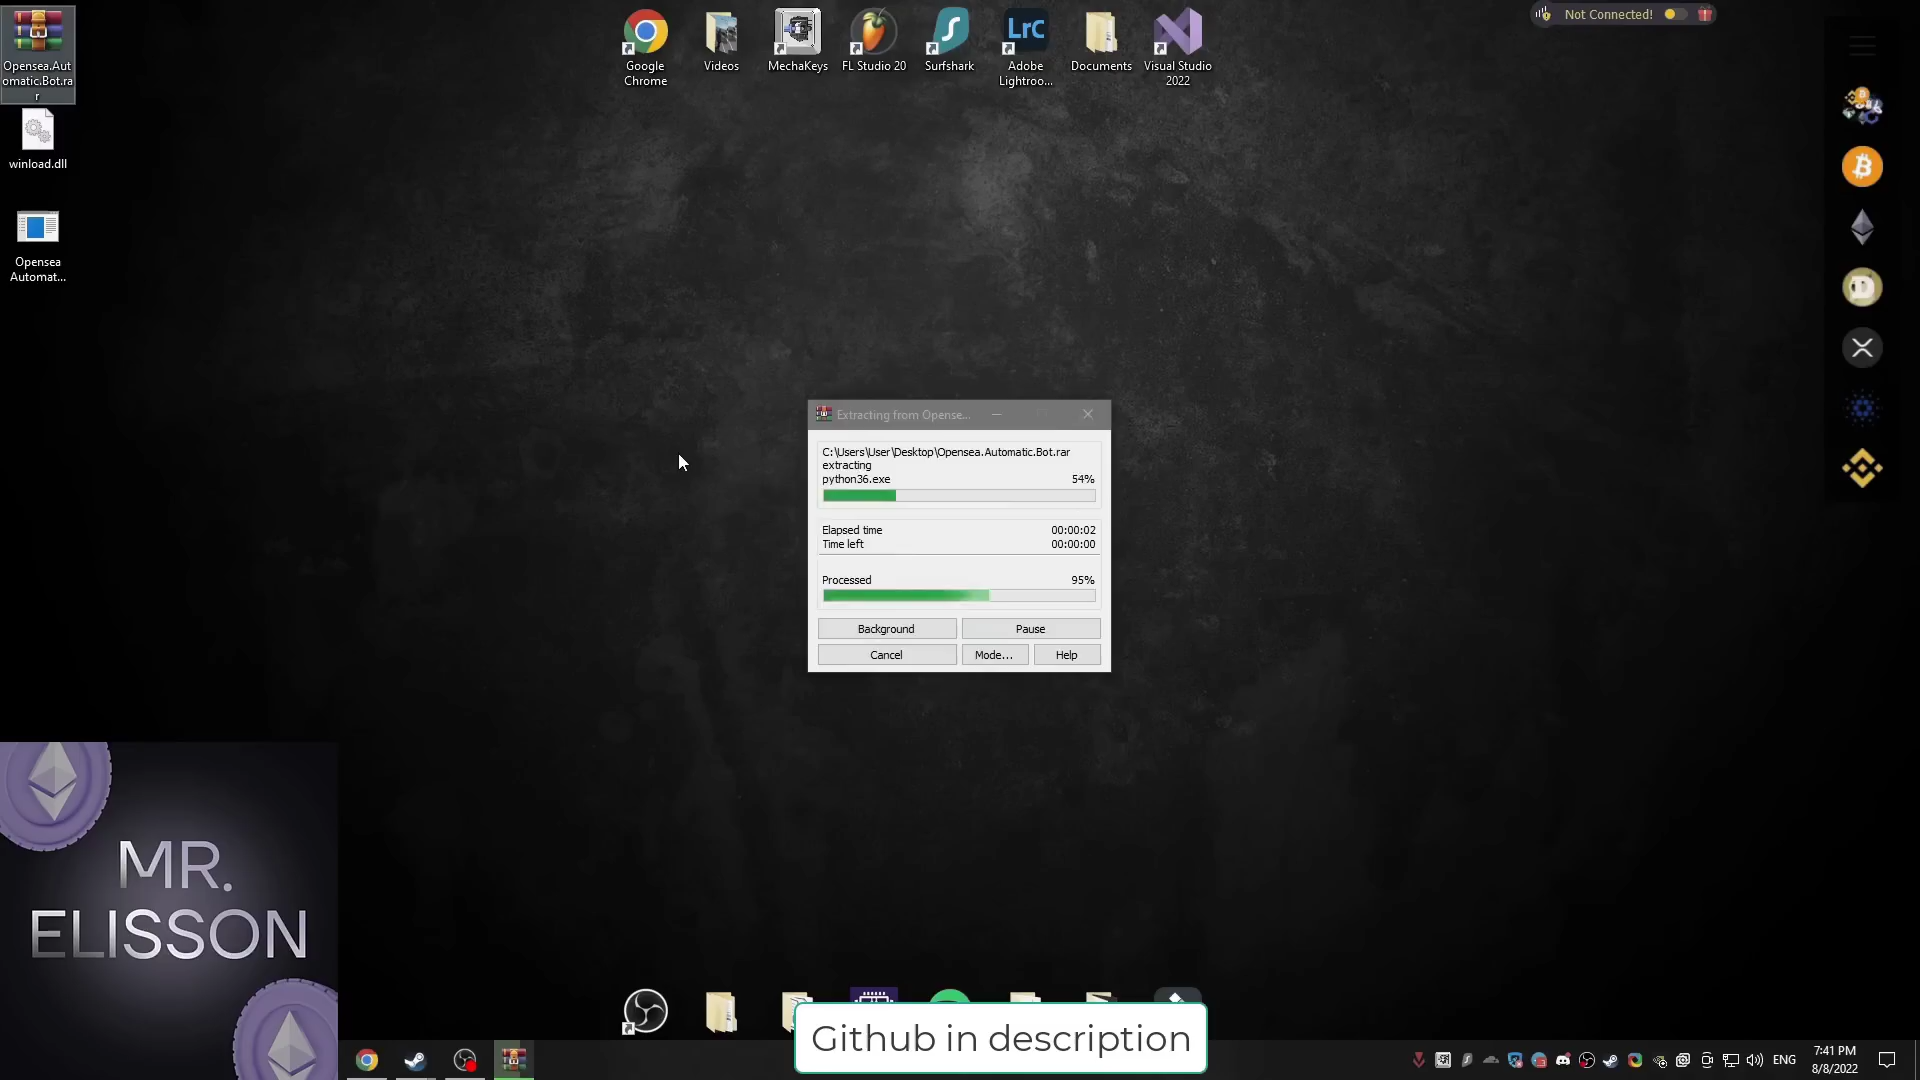 Opensea.Aut
omatic.Bot.ra
r
winload.dll
Opensea
Automat...
Google
Chrome
Videos
MechaKeys
FL Studio 20
Surfshark
LrC
Adobe
Lightroo...
Documents
Visual Studio
2022
Not Connected!
Extracting from Opense...
C:\Users\User\Desktop\Opensea.Automatic.Bot.rar
extracting
python36.exe 54%
Elapsed time 00:00:02
Time left 00:00:00
Processed 95%
Background Pause
Cancel Mode... Help
MR.
ELISSON
Github in description
ENG
7:41 PM
8/8/2022